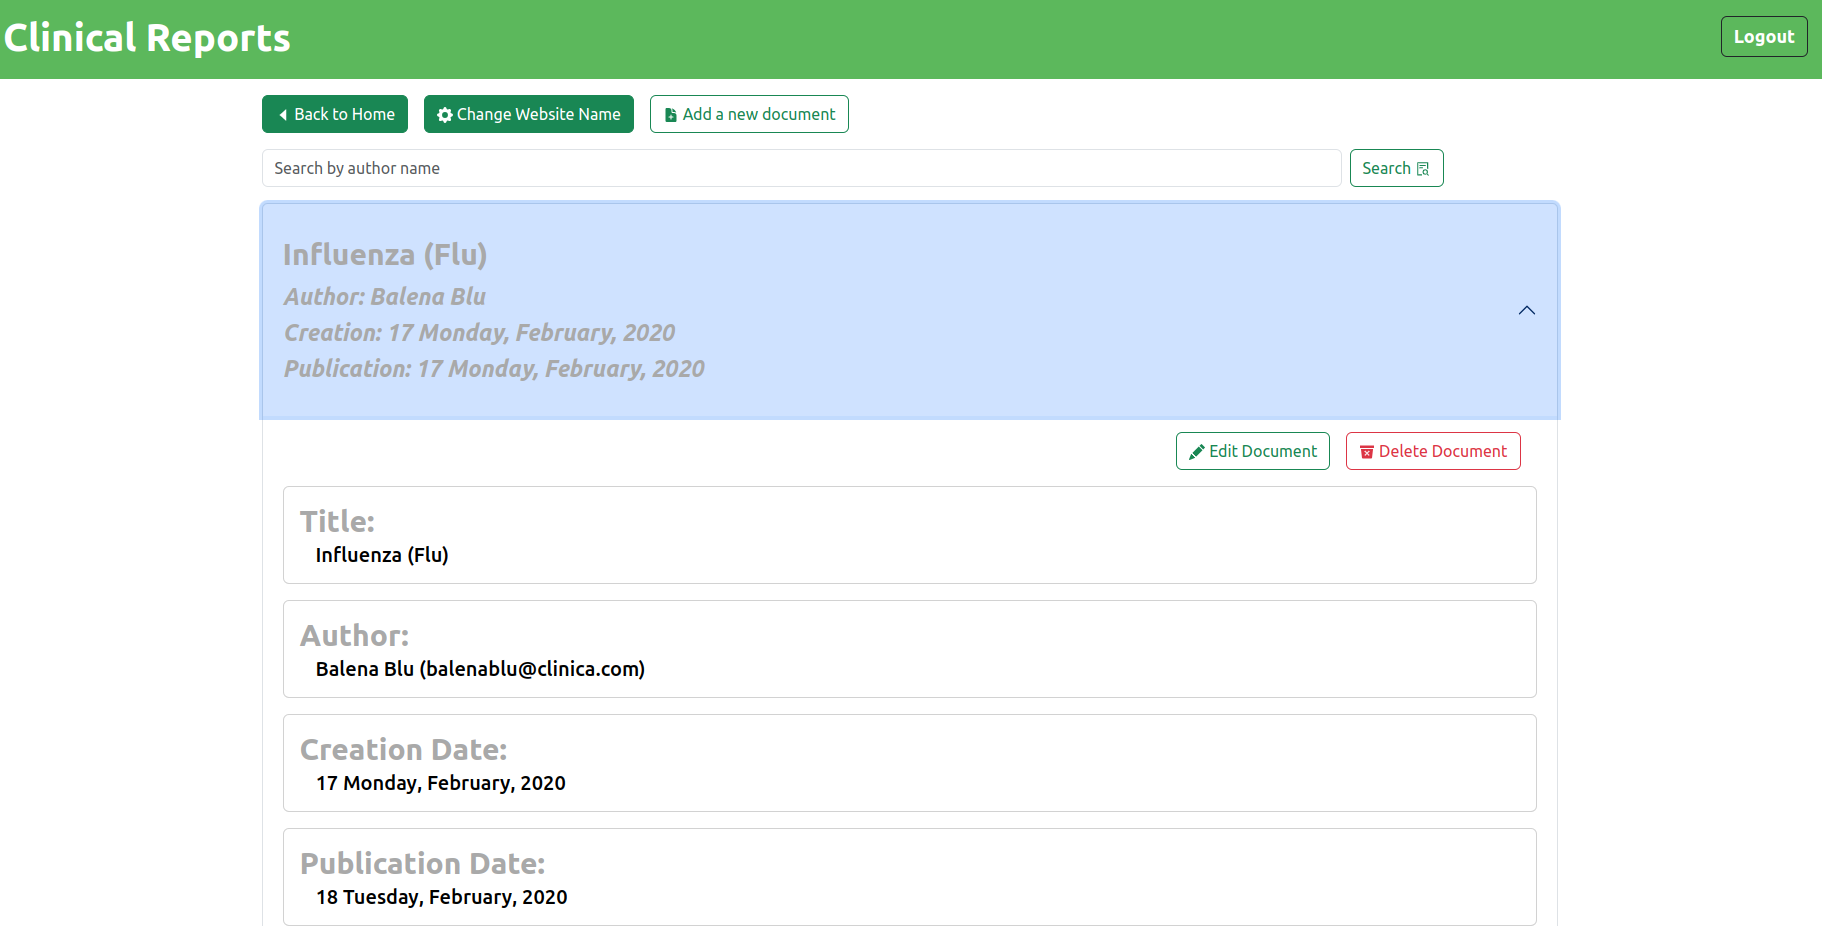 Clinical Reports
Logout
Back to Home
Change Website Name
Add a new document
Search by author name
Search
Influenza (Flu)
Author: Balena Blu
Creation: 17 Monday, February, 2020
Publication: 17 Monday, February, 2020
Edit Document
Delete Document
Title:
Influenza (Flu)
Author:
Balena Blu (balenablu@clinica.com)
Creation Date:
17 Monday, February, 2020
Publication Date:
18 Tuesday, February, 2020